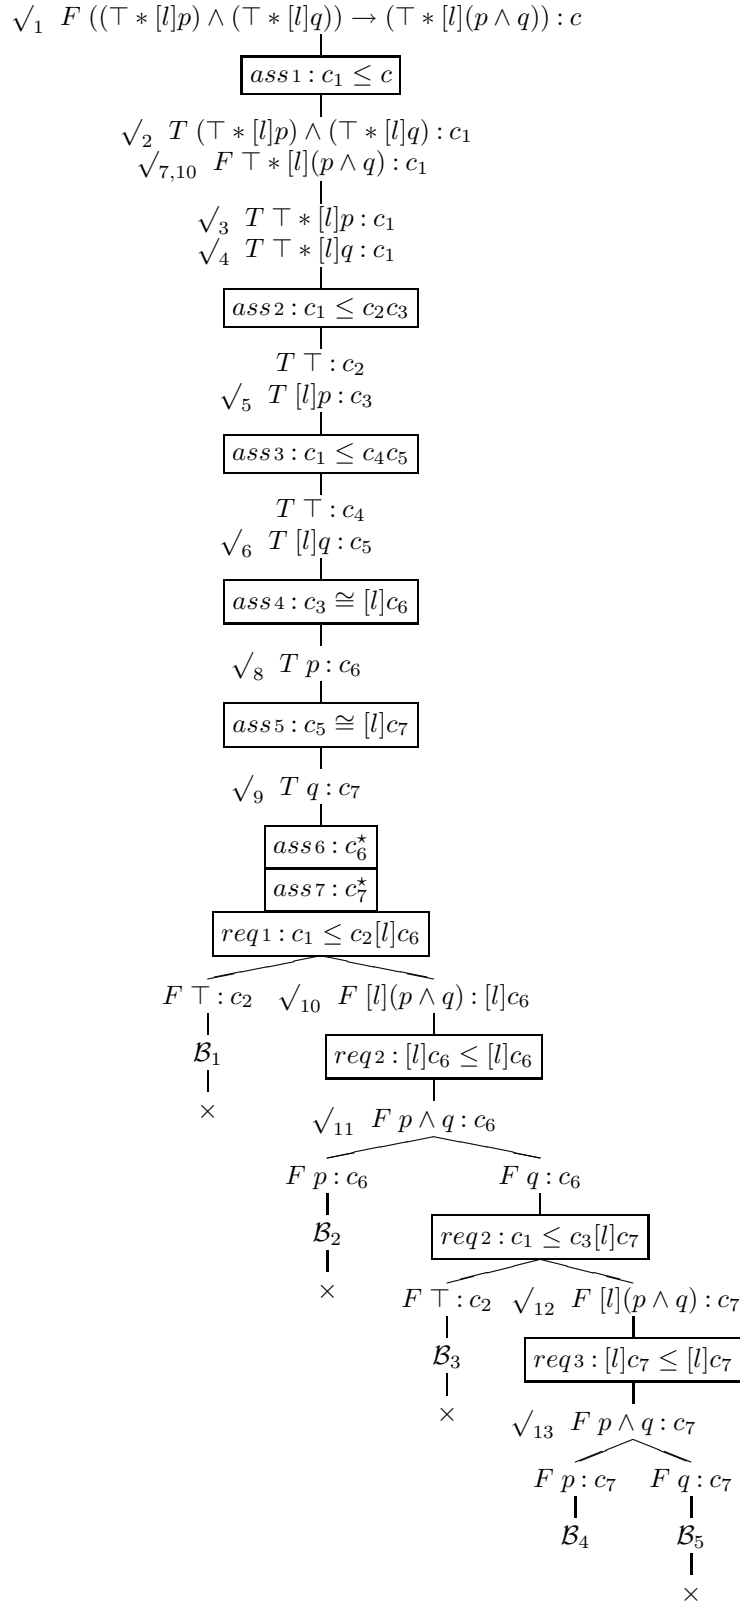 √₁ F ((⊤ ∗ [l]p) ∧ (⊤ ∗ [l]q)) → (⊤ ∗ [l](p ∧ q)) : c
ass1 : c₁ ≤ c
√₂ T (⊤ ∗ [l]p) ∧ (⊤ ∗ [l]q) : c₁
√₇,₁₀ F ⊤ ∗ [l](p ∧ q) : c₁
√₃ T ⊤ ∗ [l]p : c₁
√₄ T ⊤ ∗ [l]q : c₁
ass2 : c₁ ≤ c₂c₃
T ⊤ : c₂
√₅ T [l]p : c₃
ass3 : c₁ ≤ c₄c₅
T ⊤ : c₄
√₆ T [l]q : c₅
ass4 : c₃ ≅ [l]c₆
√₈ T p : c₆
ass5 : c₅ ≅ [l]c₇
√₉ T q : c₇
ass6 : c₆⋆
ass7 : c₇⋆
req1 : c₁ ≤ c₂[l]c₆
F ⊤ : c₂ √₁₀ F [l](p ∧ q) : [l]c₆
B₁ req2 : [l]c₆ ≤ [l]c₆
× √₁₁ F p ∧ q : c₆
F p : c₆ F q : c₆
B₂ req2 : c₁ ≤ c₃[l]c₇
× F ⊤ : c₂ √₁₂ F [l](p ∧ q) : c₇
B₃ req3 : [l]c₇ ≤ [l]c₇
× √₁₃ F p ∧ q : c₇
F p : c₇ F q : c₇
B₄ B₅
×